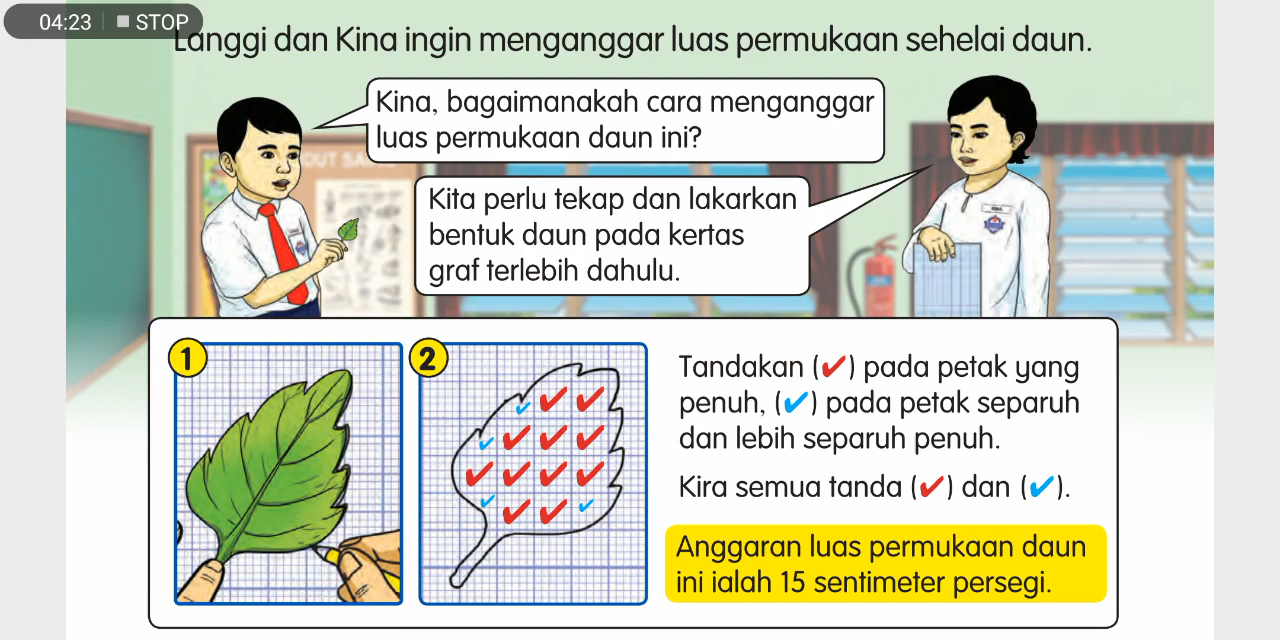 04:23 STOP
Langgi dan Kina ingin menganggar luas permukaan sehelai daun.
Kina, bagaimanakah cara menganggar
luas permukaan daun ini?
Kita perlu tekap dan lakarkan
bentuk daun pada kertas
graf terlebih dahulu.
1
2
Tandakan (✔) pada petak yang
penuh, (✔) pada petak separuh
dan lebih separuh penuh.
Kira semua tanda (✔) dan (✔).
Anggaran luas permukaan daun
ini ialah 15 sentimeter persegi.